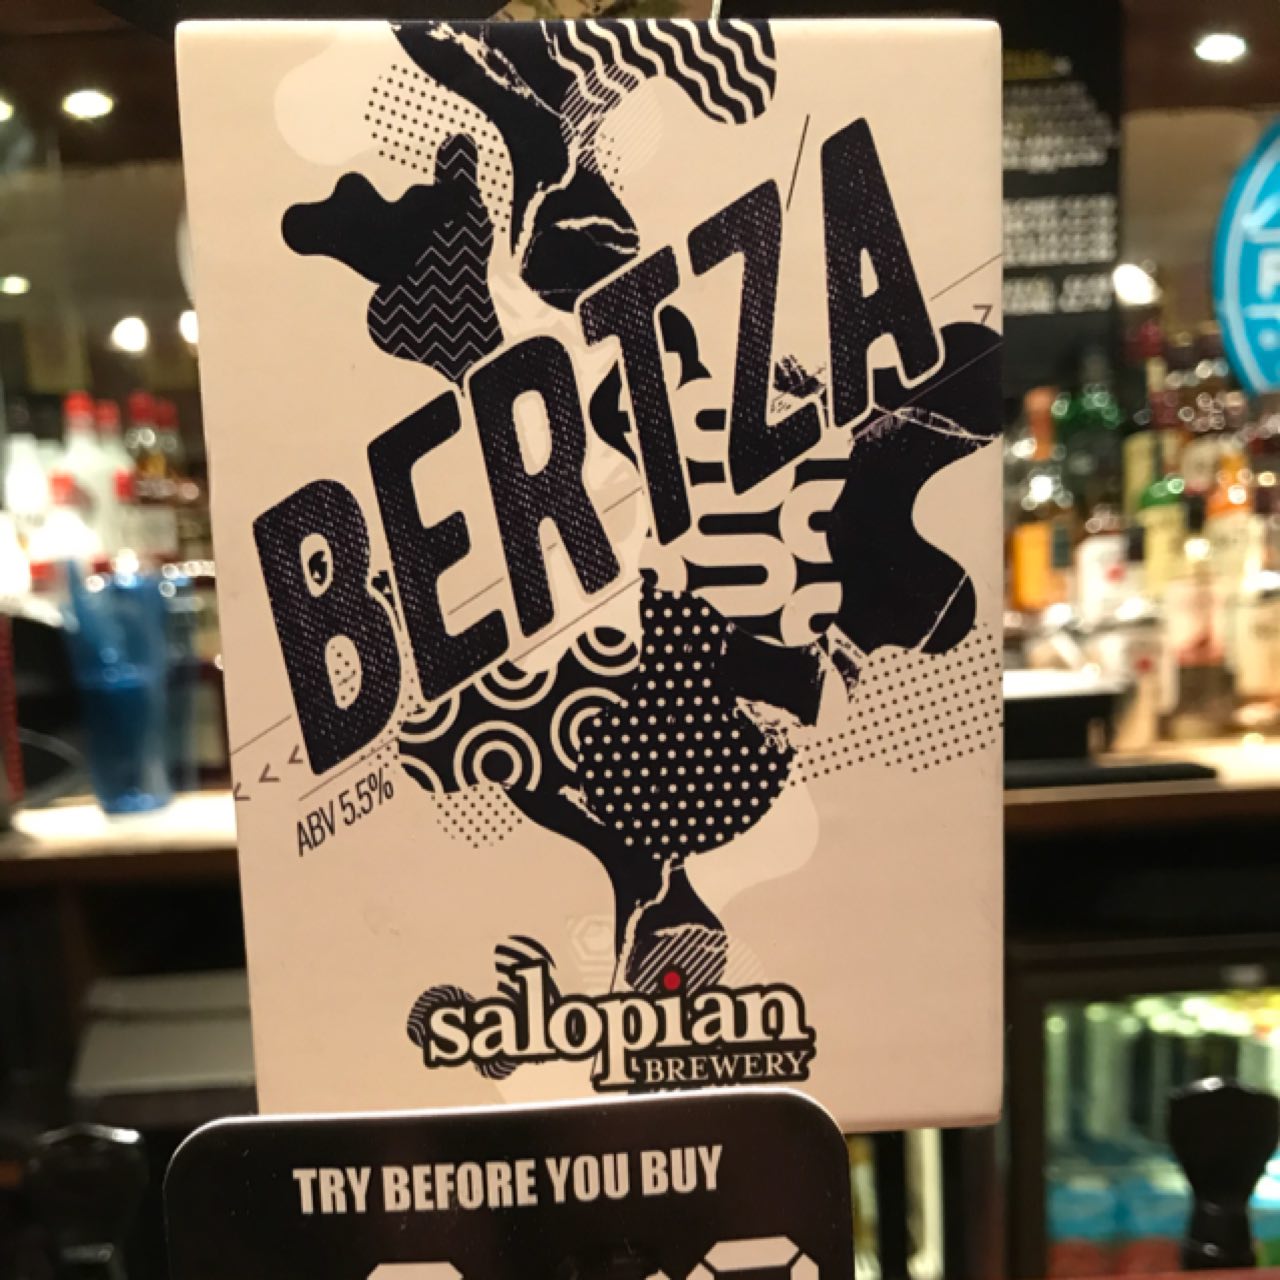 BERTZA
ABV 5.5%
salopian
BREWERY
TRY BEFORE YOU BUY